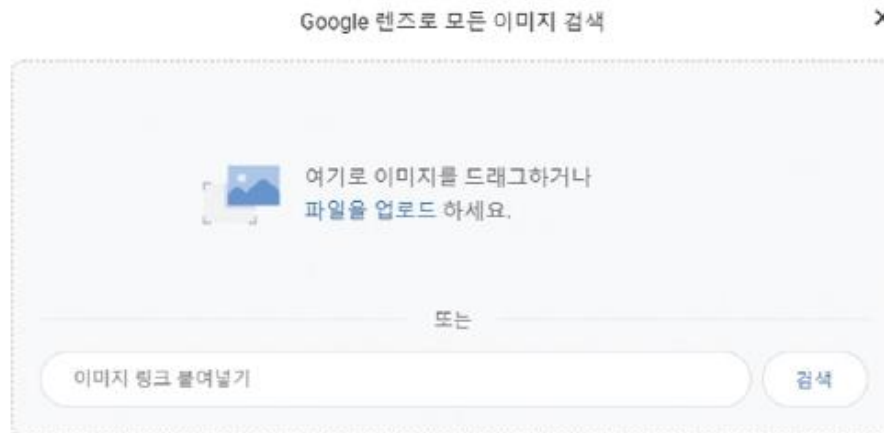 Google 렌즈로 모든 이미지 검색
여기로 이미지를 드래그하거나
파일을 업로드 하세요.
또는
이미지 링크 붙여넣기
검색